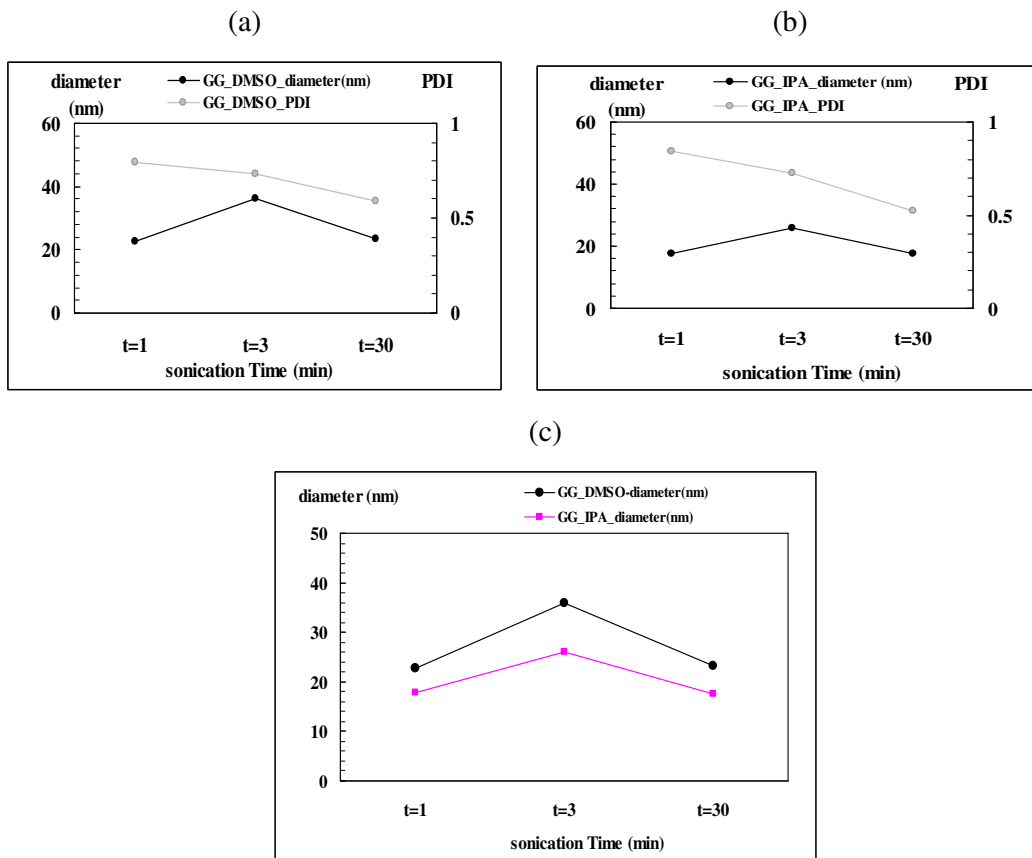 (a)
diameter
(nm)
GG_DMSO_diameter(nm)
GG_DMSO_PDI
PDI
60
40
20
0
1
0.5
0
t=1 t=3 t=30
sonication Time (min)
(b)
diameter
(nm)
GG_IPA_diameter (nm)
GG_IPA_PDI
PDI
60
40
20
0
1
0.5
0
t=1 t=3 t=30
sonication Time (min)
(c)
diameter (nm)
GG_DMSO-diameter(nm)
GG_IPA_diameter(nm)
50
40
30
20
10
0
t=1 t=3 t=30
sonication Time (min)